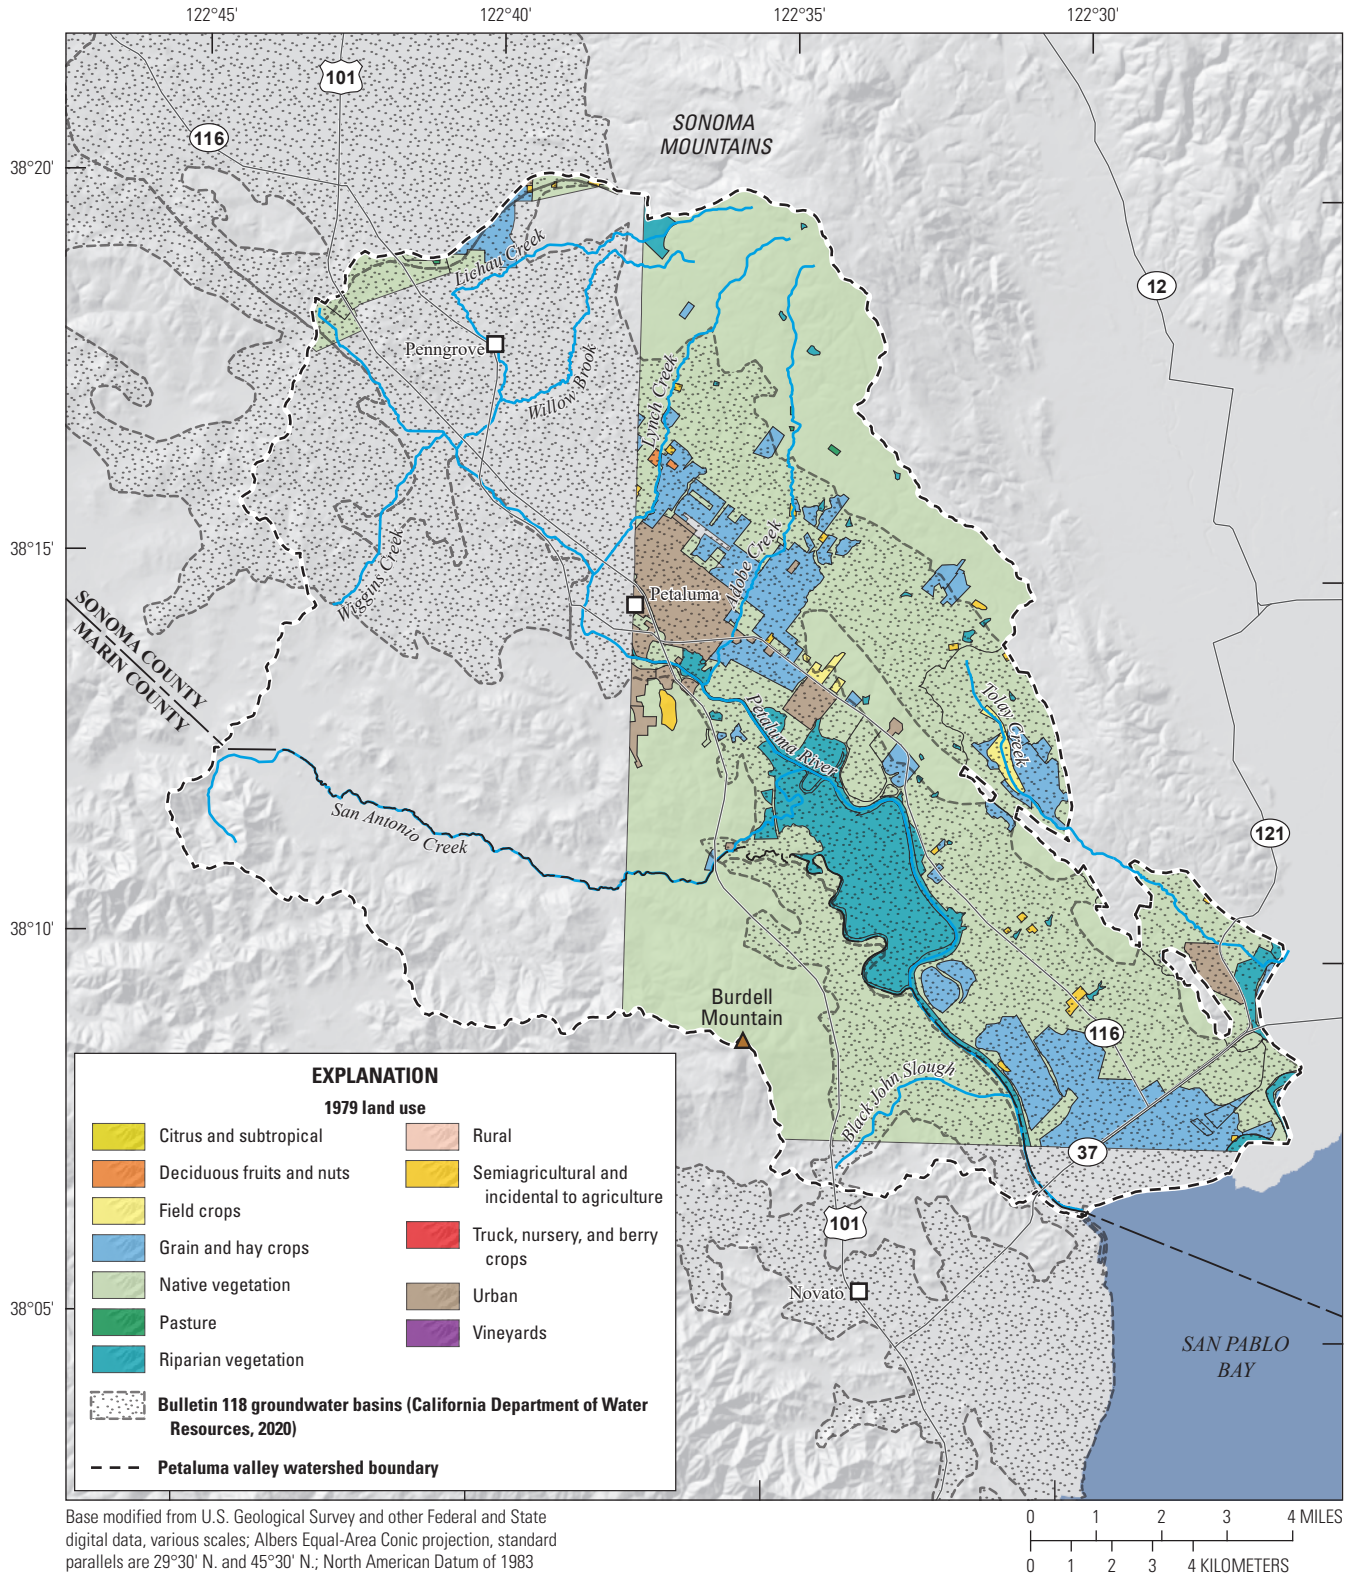 122°45'
122°40'
122°35'
122°30'
101
116
SONOMA
MOUNTAINS
38°20'
12
Lichau Creek
Penngrove
Willow Brook
Lynch Creek
38°15'
Wiggins Creek
Adobe Creek
Petaluma
SONOMA COUNTY
MARIN COUNTY
Tolay Creek
Petaluma River
San Antonio Creek
121
38°10'
Burdell
Mountain
116
Black John Slough
37
101
Novato
38°05'
SAN PABLO
BAY
EXPLANATION
1979 land use
Citrus and subtropical
Deciduous fruits and nuts
Field crops
Grain and hay crops
Native vegetation
Pasture
Riparian vegetation
Rural
Semiagricultural and
incidental to agriculture
Truck, nursery, and berry
crops
Urban
Vineyards
Bulletin 118 groundwater basins (California Department of Water
Resources, 2020)
Petaluma valley watershed boundary
Base modified from U.S. Geological Survey and other Federal and State
digital data, various scales; Albers Equal-Area Conic projection, standard
parallels are 29°30' N. and 45°30' N.; North American Datum of 1983
0 1 2 3 4 MILES
0 1 2 3 4 KILOMETERS